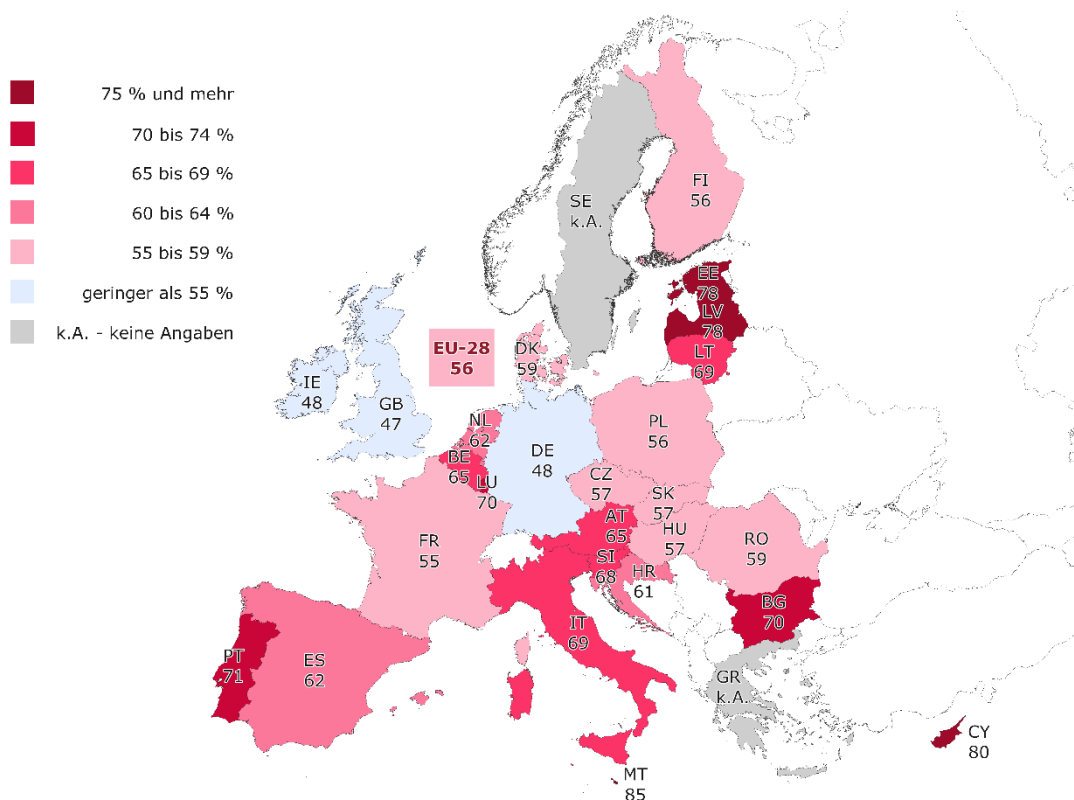 75 % und mehr
70 bis 74 %
65 bis 69 %
60 bis 64 %
55 bis 59 %
geringer als 55 %
k.A. - keine Angaben
SE
k.A.
FI
56
EE
78
LV
78
LT
69
EU-28
56
DK
59
IE
48
GB
47
NL
62
BE
65
LU
70
DE
48
PL
56
CZ
57
SK
57
AT
65
HU
57
SI
68
HR
61
RO
59
BG
70
FR
55
IT
69
PT
71
ES
62
GR
k.A.
CY
80
MT
85